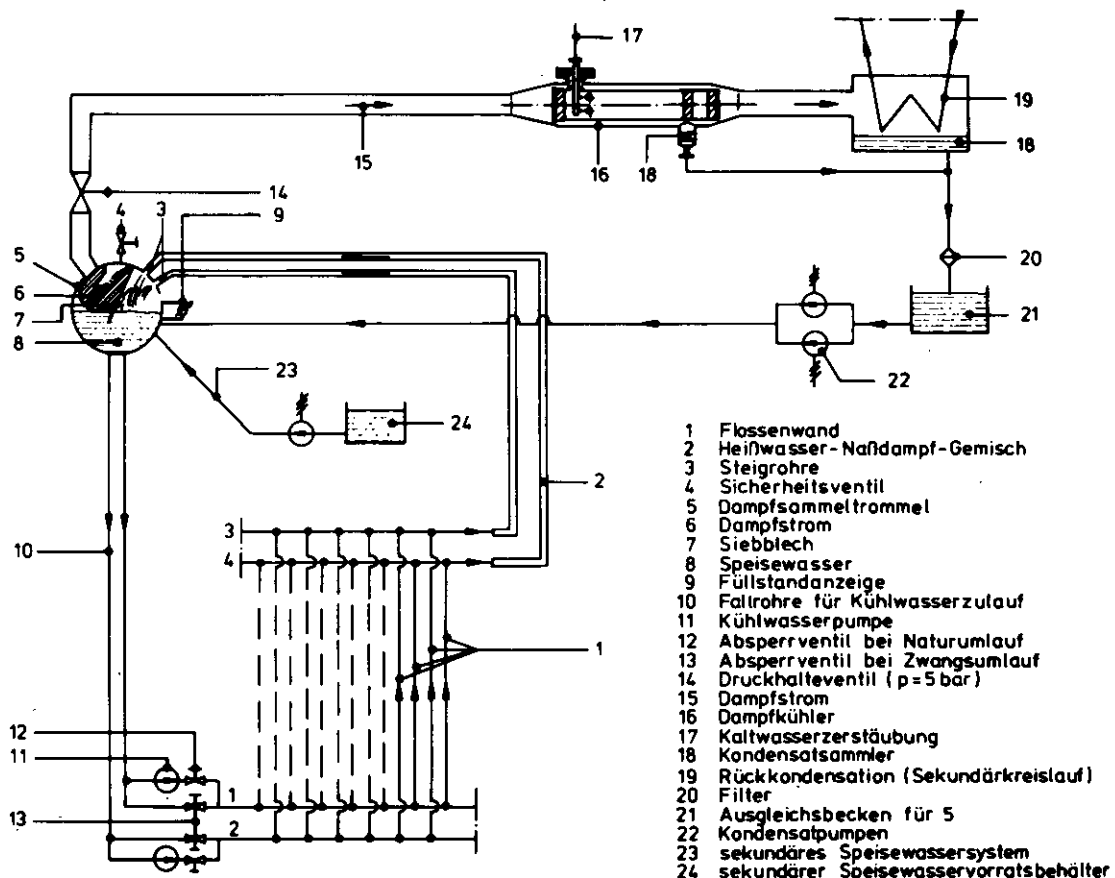 17
19
18
15
16
18
14
4
3
9
5
6
7
8
20
21
22
23
24
2
3
4
10
1
12
11
1
13
2
1 Flossenwand
2 Heißwasser-Naßdampf-Gemisch
3 Steigrohre
4 Sicherheitsventil
5 Dampfsammeltrommel
6 Dampfstrom
7 Siebblech
8 Speisewasser
9 Füllstandanzeige
10 Fallrohre für Kühlwasserzulauf
11 Kühlwasserpumpe
12 Absperrventil bei Naturumlauf
13 Absperrventil bei Zwangsumlauf
14 Druckhalteventil (p=5 bar)
15 Dampfstrom
16 Dampfkühler
17 Kaltwasserzerstäubung
18 Kondensatsammler
19 Rückkondensation (Sekundärkreislauf)
20 Filter
21 Ausgleichsbecken für 5
22 Kondensatpumpen
23 sekundäres Speisewassersystem
24 sekundärer Speisewasservorratsbehälter